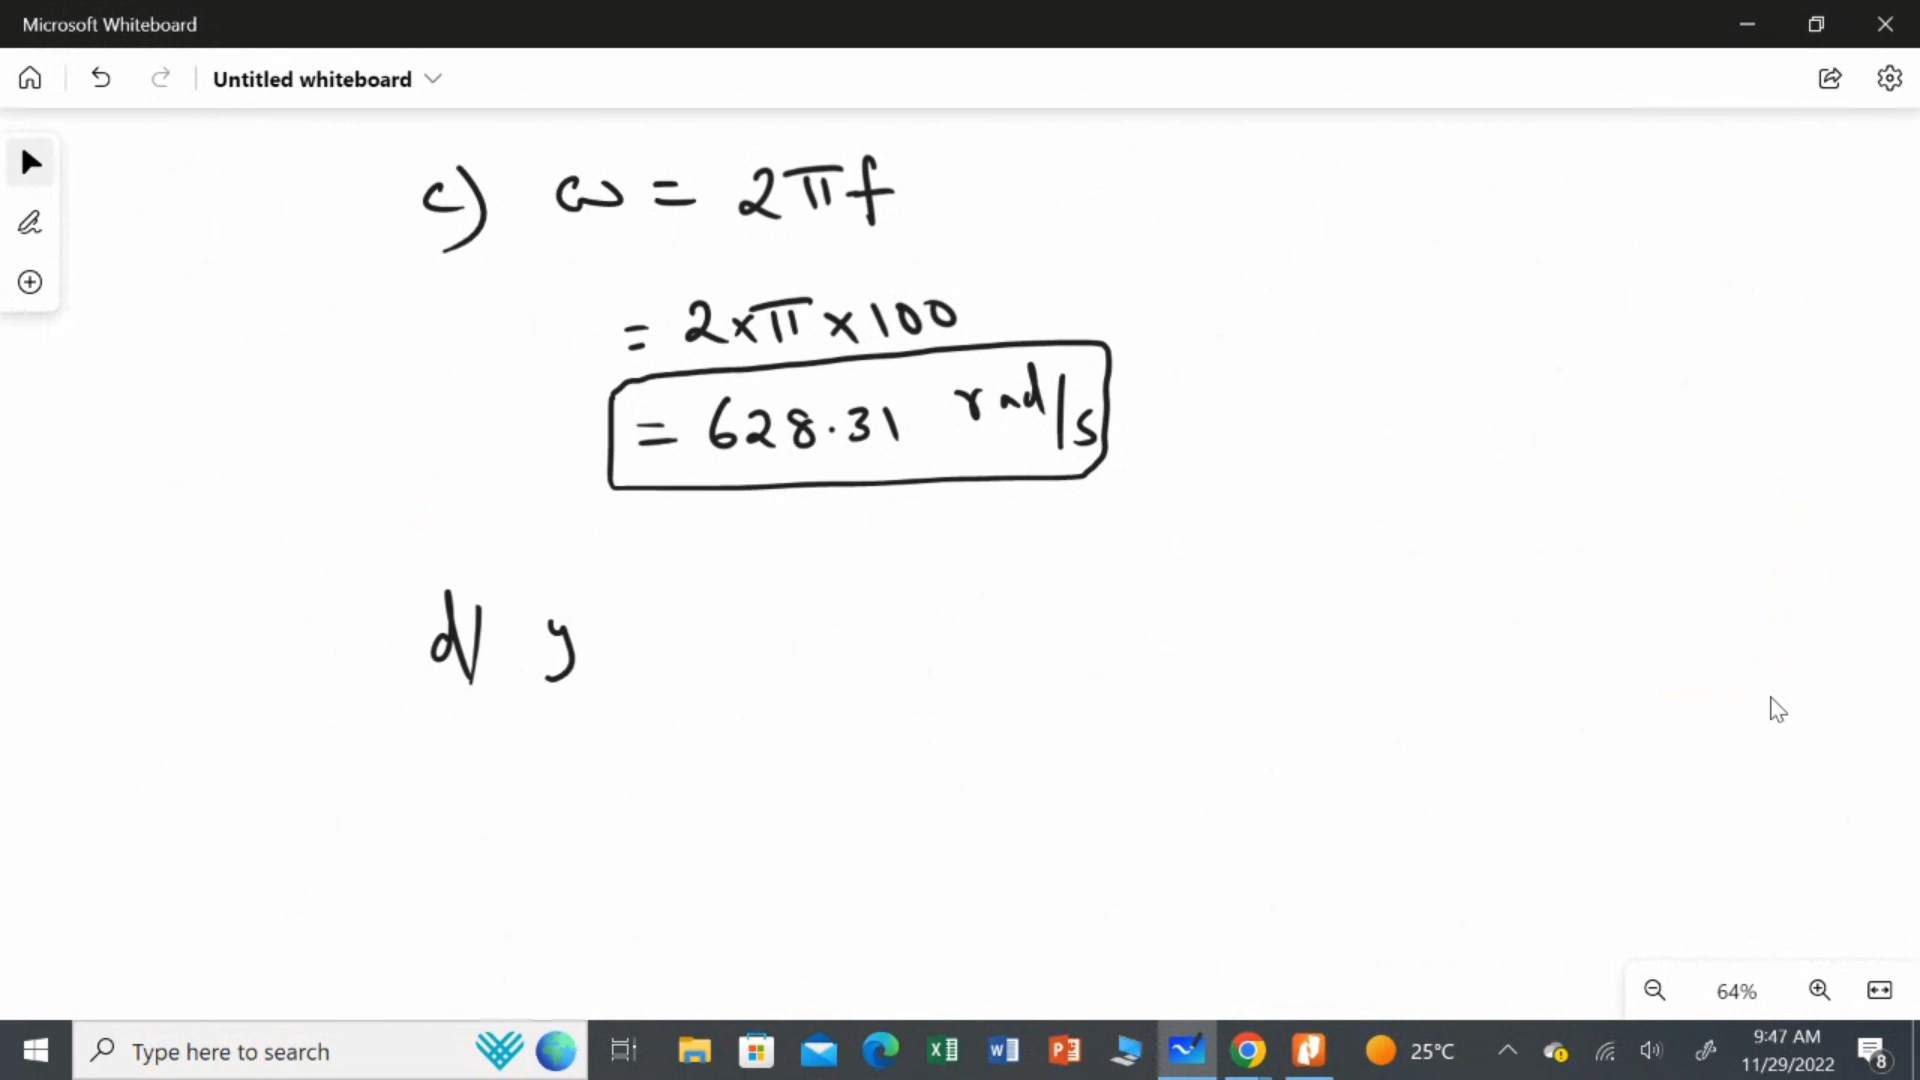 Microsoft Whiteboard
Untitled whiteboard
c) ω = 2πf
= 2×π×100
= 628.31 rad/s
d) y
64%
Type here to search
25°C
9:47 AM
11/29/2022
8